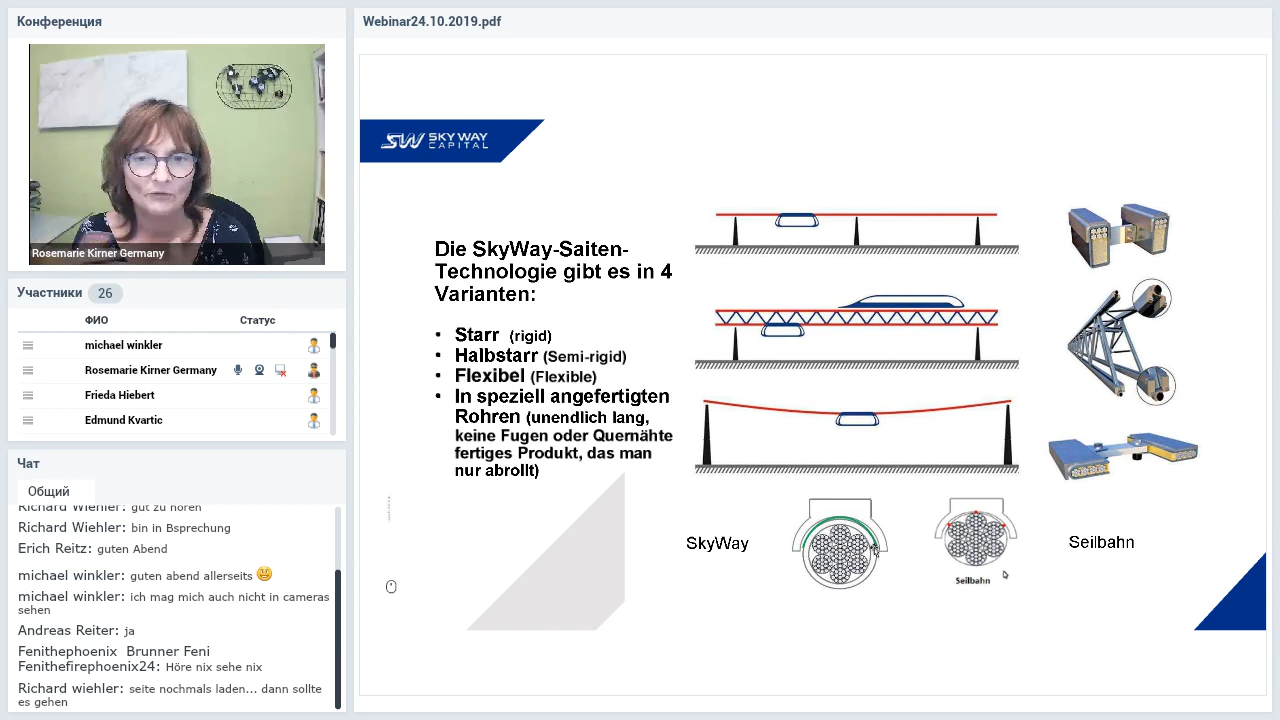 Конференция
Rosemarie Kirner Germany
Участники 26
ФИО Статус
michael winkler
Rosemarie Kirner Germany
Frieda Hiebert
Edmund Kvartic
Чат
Общий
Richard Wiehler: gut zu hören
Richard Wiehler: bin in Bsprechung
Erich Reitz: guten Abend
michael winkler: guten abend allerseits
michael winkler: ich mag mich auch nicht in cameras
sehen
Andreas Reiter: ja
Fenithephoenix Brunner Feni
Fenithefirephoenix24: Höre nix sehe nix
Richard wiehler: seite nochmals laden... dann sollte
es gehen
Webinar24.10.2019.pdf
SW SKYWAY
CAPITAL
Die SkyWay-Saiten-
Technologie gibt es in 4
Varianten:
• Starr (rigid)
• Halbstarr (Semi-rigid)
• Flexibel (Flexible)
• In speziell angefertigten
Rohren (unendlich lang,
keine Fugen oder Quernähte
fertiges Produkt, das man
nur abrollt)
SkyWay
Seilbahn
Seilbahn